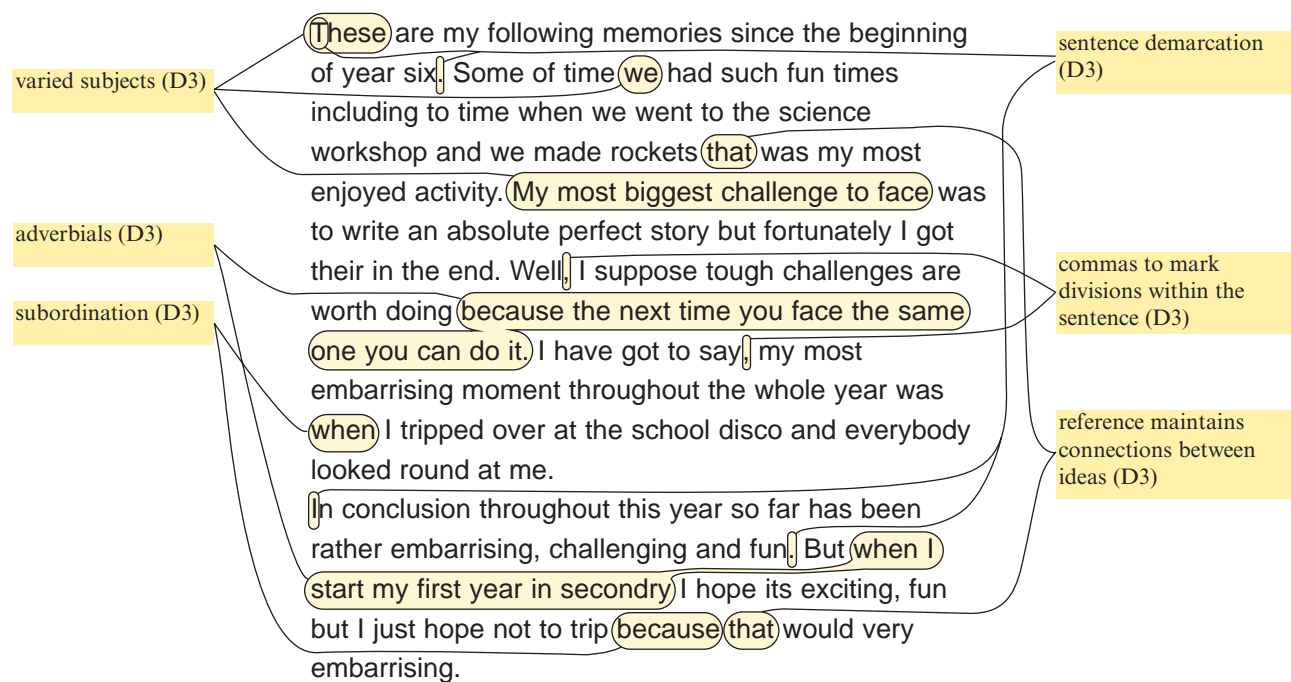 varied subjects (D3)
adverbials (D3)
subordination (D3)
These are my following memories since the beginning
of year six. Some of time we had such fun times
including to time when we went to the science
workshop and we made rockets that was my most
enjoyed activity. My most biggest challenge to face was
to write an absolute perfect story but fortunately I got
their in the end. Well, I suppose tough challenges are
worth doing because the next time you face the same
one you can do it. I have got to say, my most
embarrising moment throughout the whole year was
when I tripped over at the school disco and everybody
looked round at me.
In conclusion throughout this year so far has been
rather embarrising, challenging and fun. But when I
start my first year in secondry I hope its exciting, fun
but I just hope not to trip because that would very
embarrising.
sentence demarcation
(D3)
commas to mark
divisions within the
sentence (D3)
reference maintains
connections between
ideas (D3)